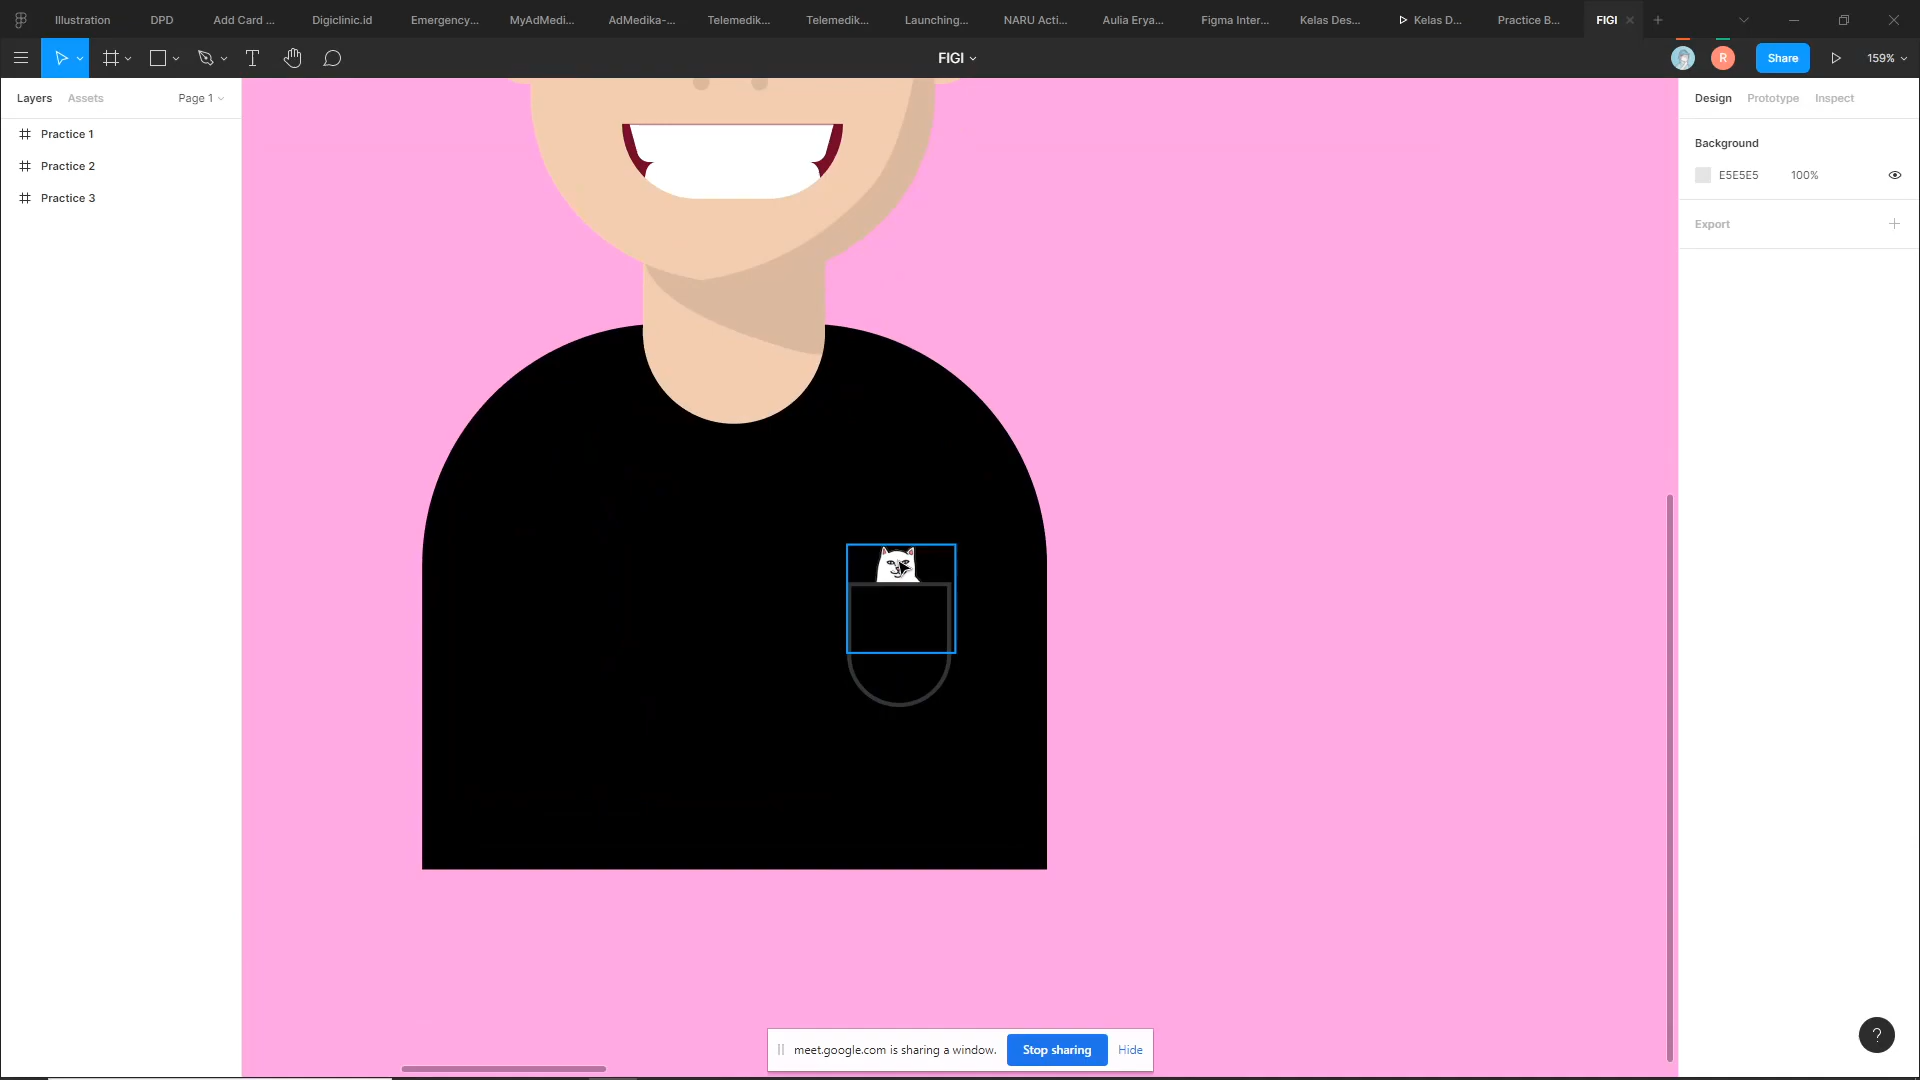 Illustration DPD Add Card ... Digiclinic.id Emergency... MyAdMedi... AdMedika-... Telemedik... Telemedik... Launching... NARU Acti... Aulia Erya... Figma Inter... Kelas Des... Kelas D... Practice B... FIGI
FIGI
R
Share
159%
Layers Assets Page 1
Practice 1
Practice 2
Practice 3
Design Prototype Inspect
Background
E5E5E5 100%
Export
meet.google.com is sharing a window. Stop sharing Hide
?